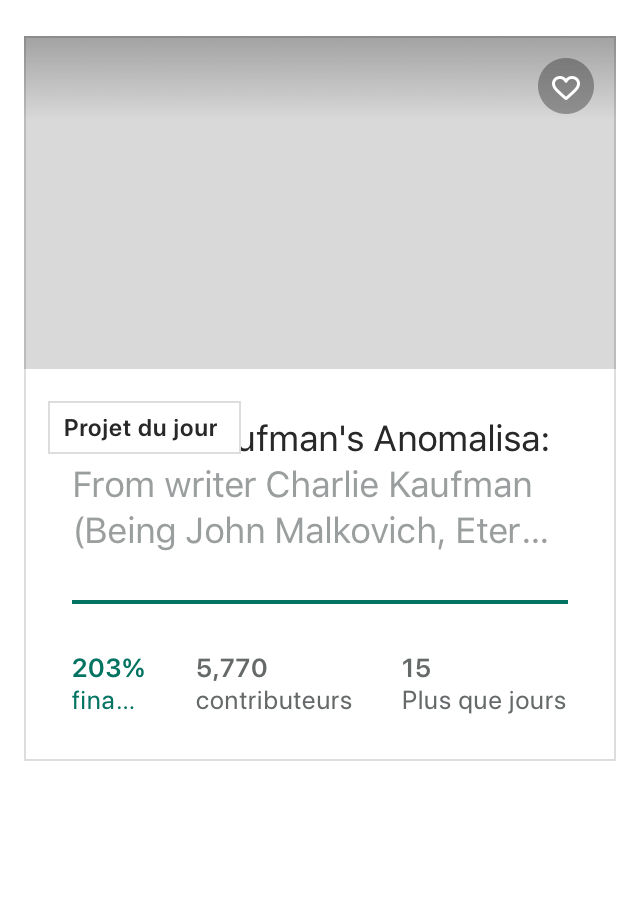 Projet du jour
ufman's Anomalisa:
From writer Charlie Kaufman
(Being John Malkovich, Eter...
203%
fina...
5,770
contributeurs
15
Plus que jours